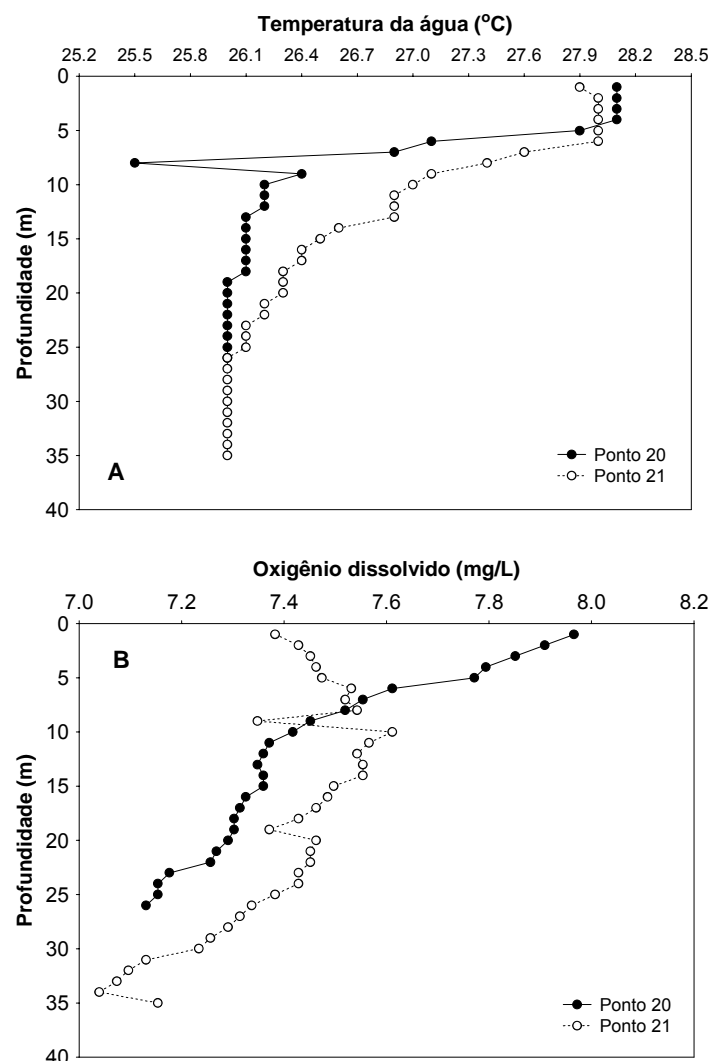 Temperatura da água (°C)
25.2 25.5 25.8 26.1 26.4 26.7 27.0 27.3 27.6 27.9 28.2 28.5
0
5
10
15
20
25
30
35
40
Profundidade (m)
A
Ponto 20
Ponto 21
Oxigênio dissolvido (mg/L)
7.0 7.2 7.4 7.6 7.8 8.0 8.2
0
B
5
10
15
20
25
30
35
40
Profundidade (m)
Ponto 20
Ponto 21